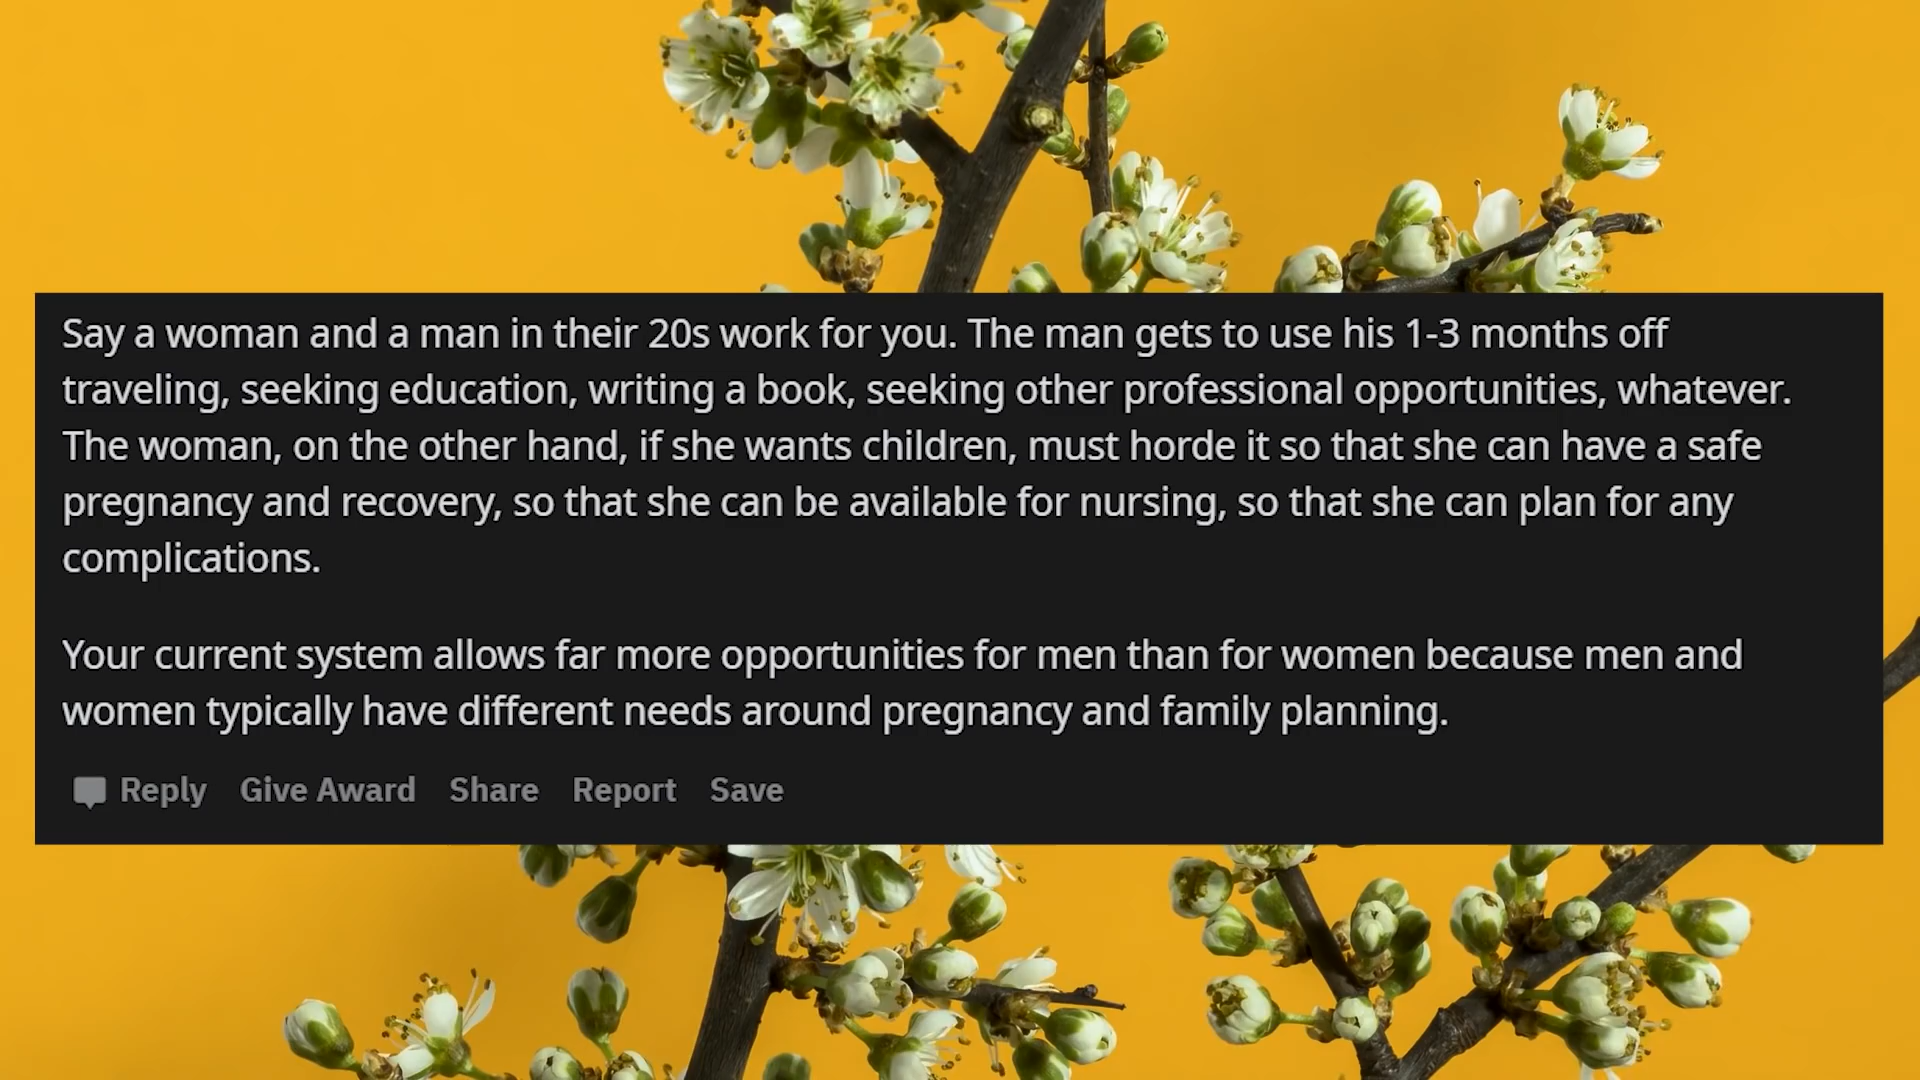 Say a woman and a man in their 20s work for you. The man gets to use his 1-3 months off
traveling, seeking education, writing a book, seeking other professional opportunities, whatever.
The woman, on the other hand, if she wants children, must horde it so that she can have a safe
pregnancy and recovery, so that she can be available for nursing, so that she can plan for any
complications.
Your current system allows far more opportunities for men than for women because men and
women typically have different needs around pregnancy and family planning.
Reply Give Award Share Report Save